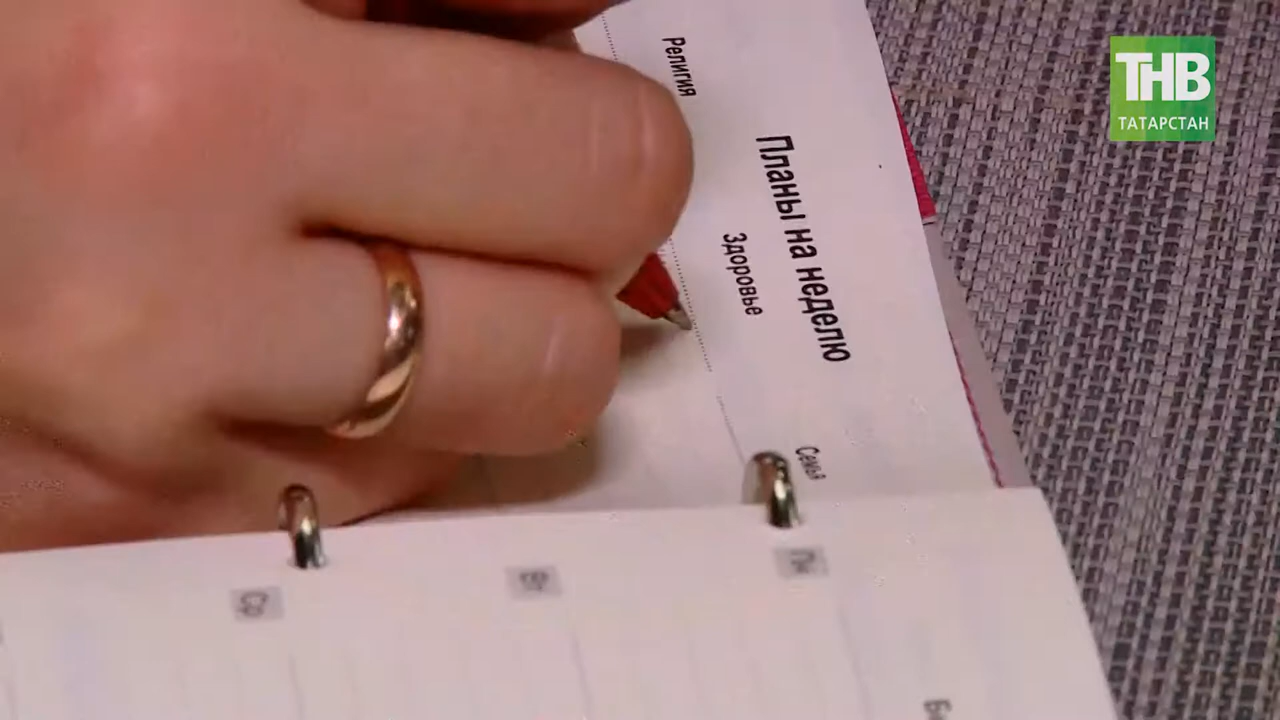 ТНВ
ТАТАРСТАН
Планы на неделю
Религия
Здоровье
Семья
Пн
Вт
Ср